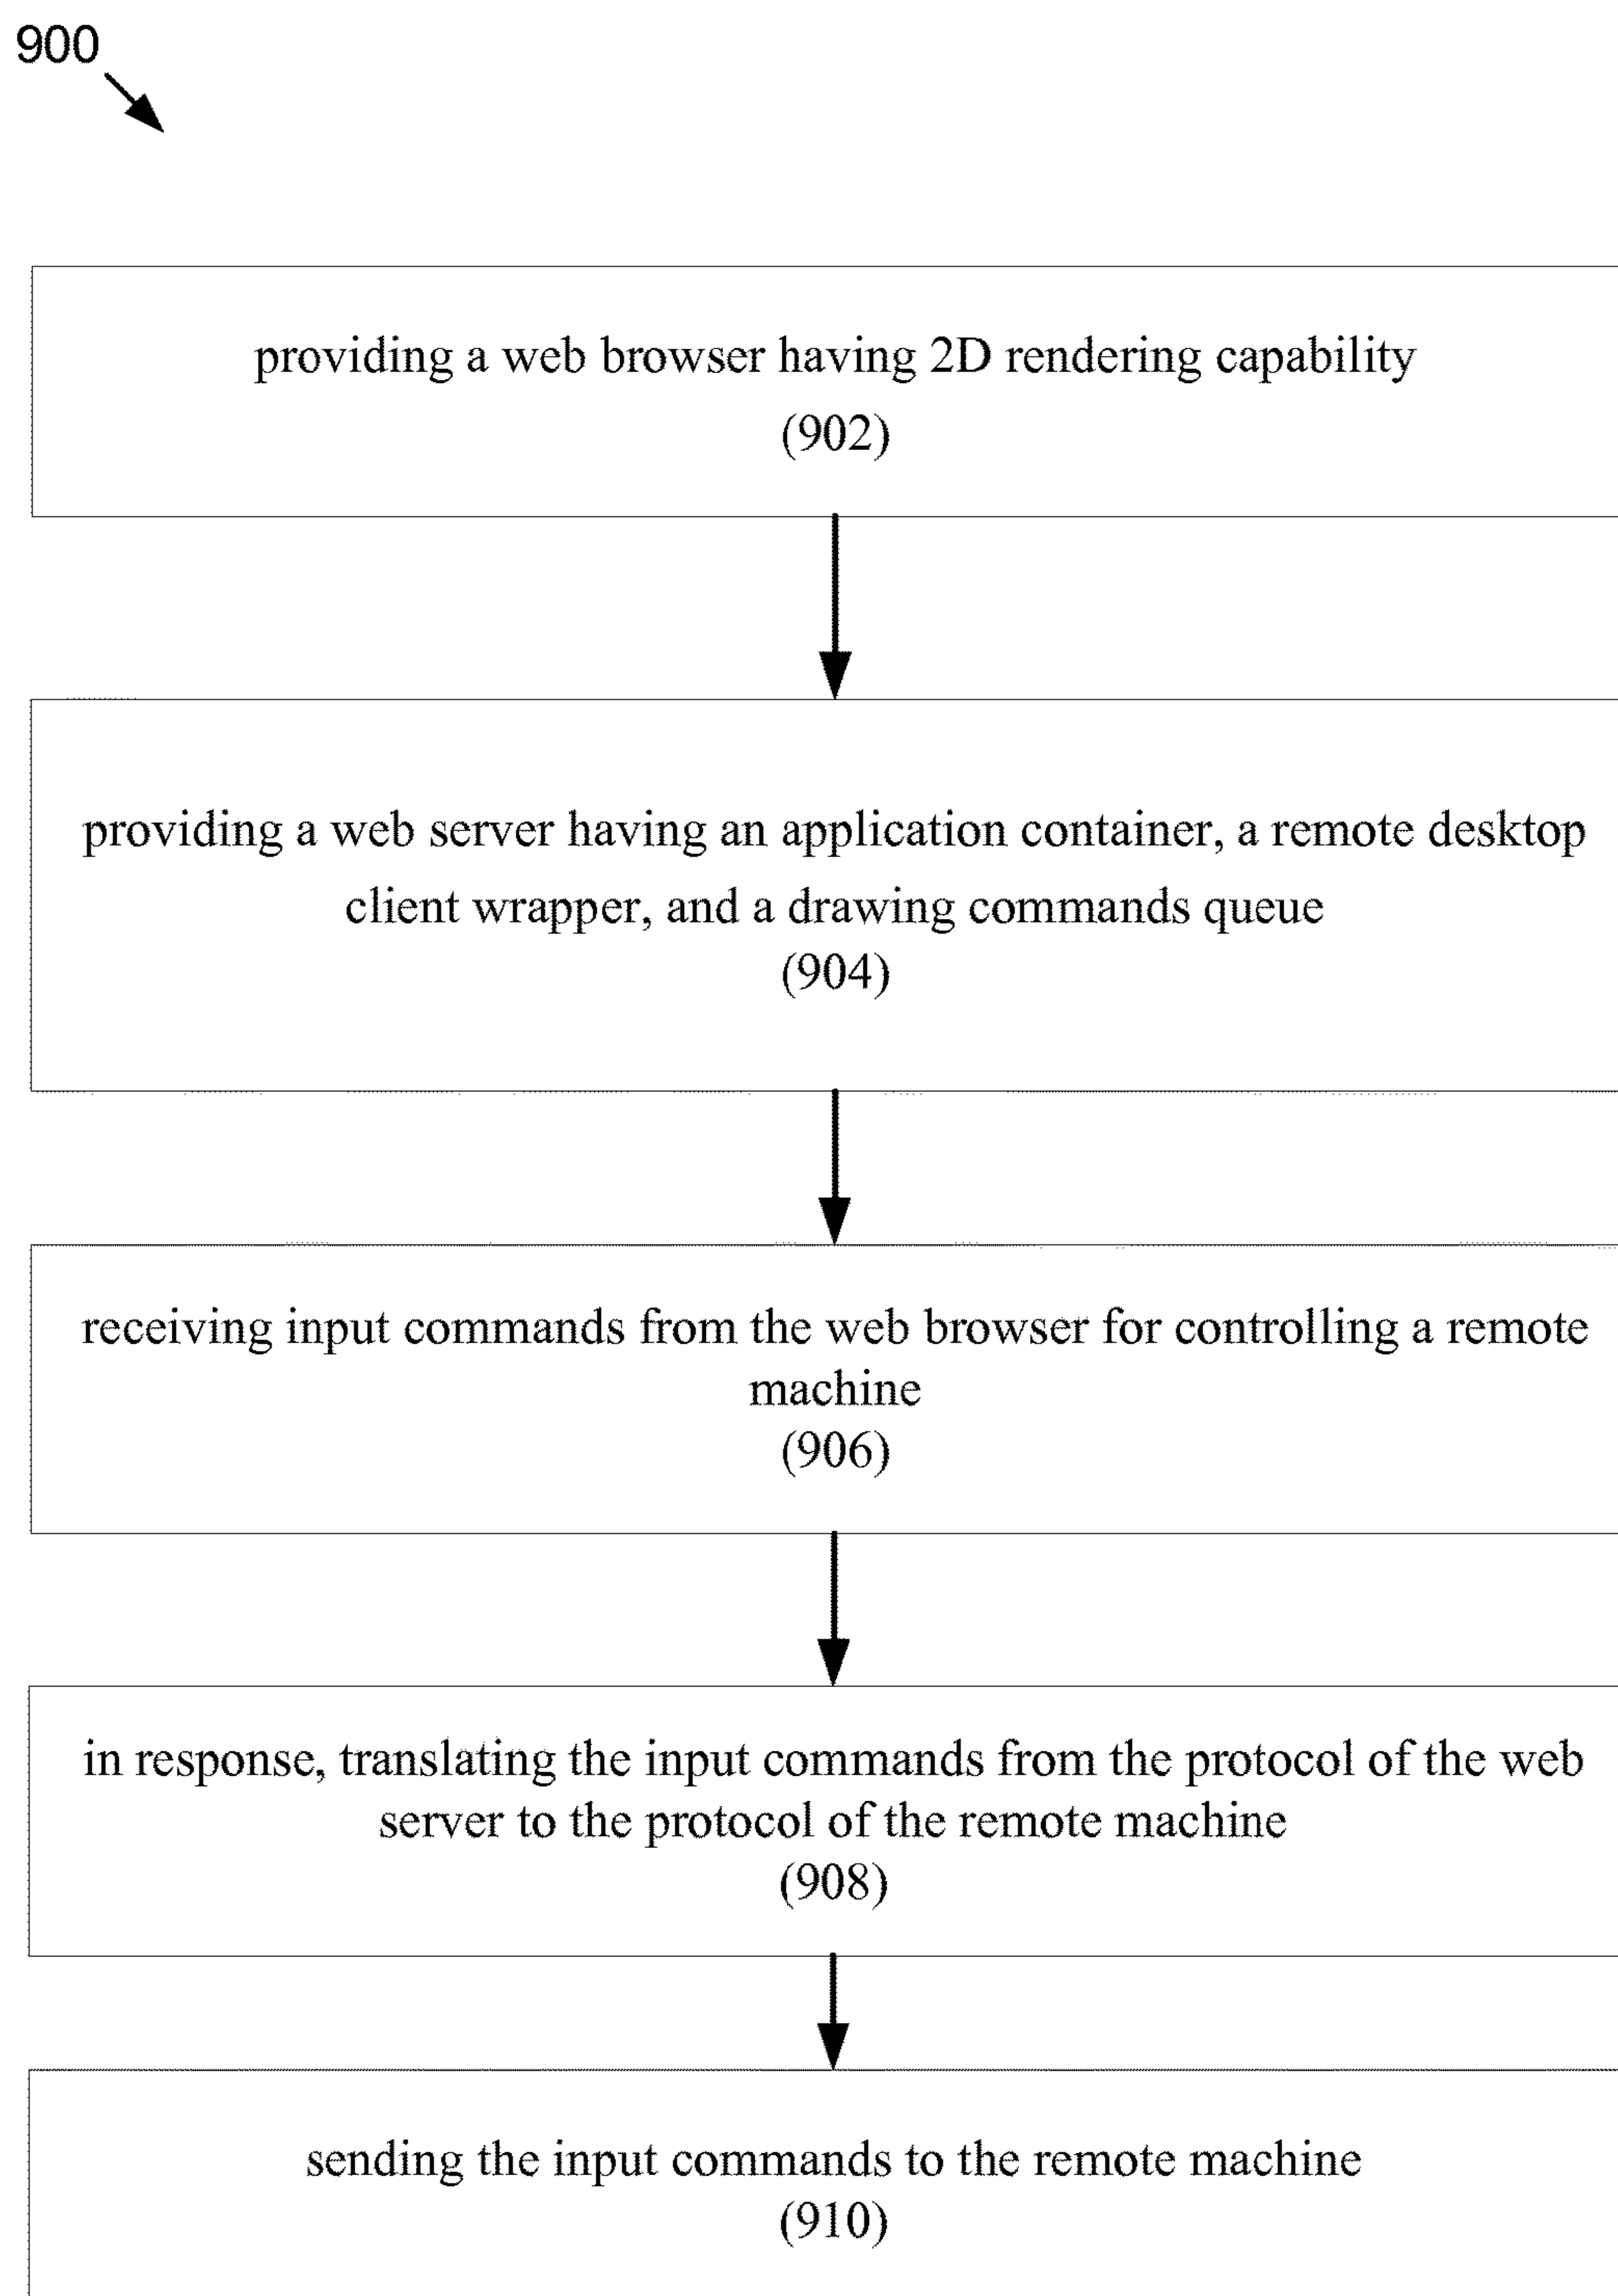 900
providing a web browser having 2D rendering capability
(902)
providing a web server having an application container, a remote desktop
client wrapper, and a drawing commands queue
(904)
receiving input commands from the web browser for controlling a remote
machine
(906)
in response, translating the input commands from the protocol of the web
server to the protocol of the remote machine
(908)
sending the input commands to the remote machine
(910)